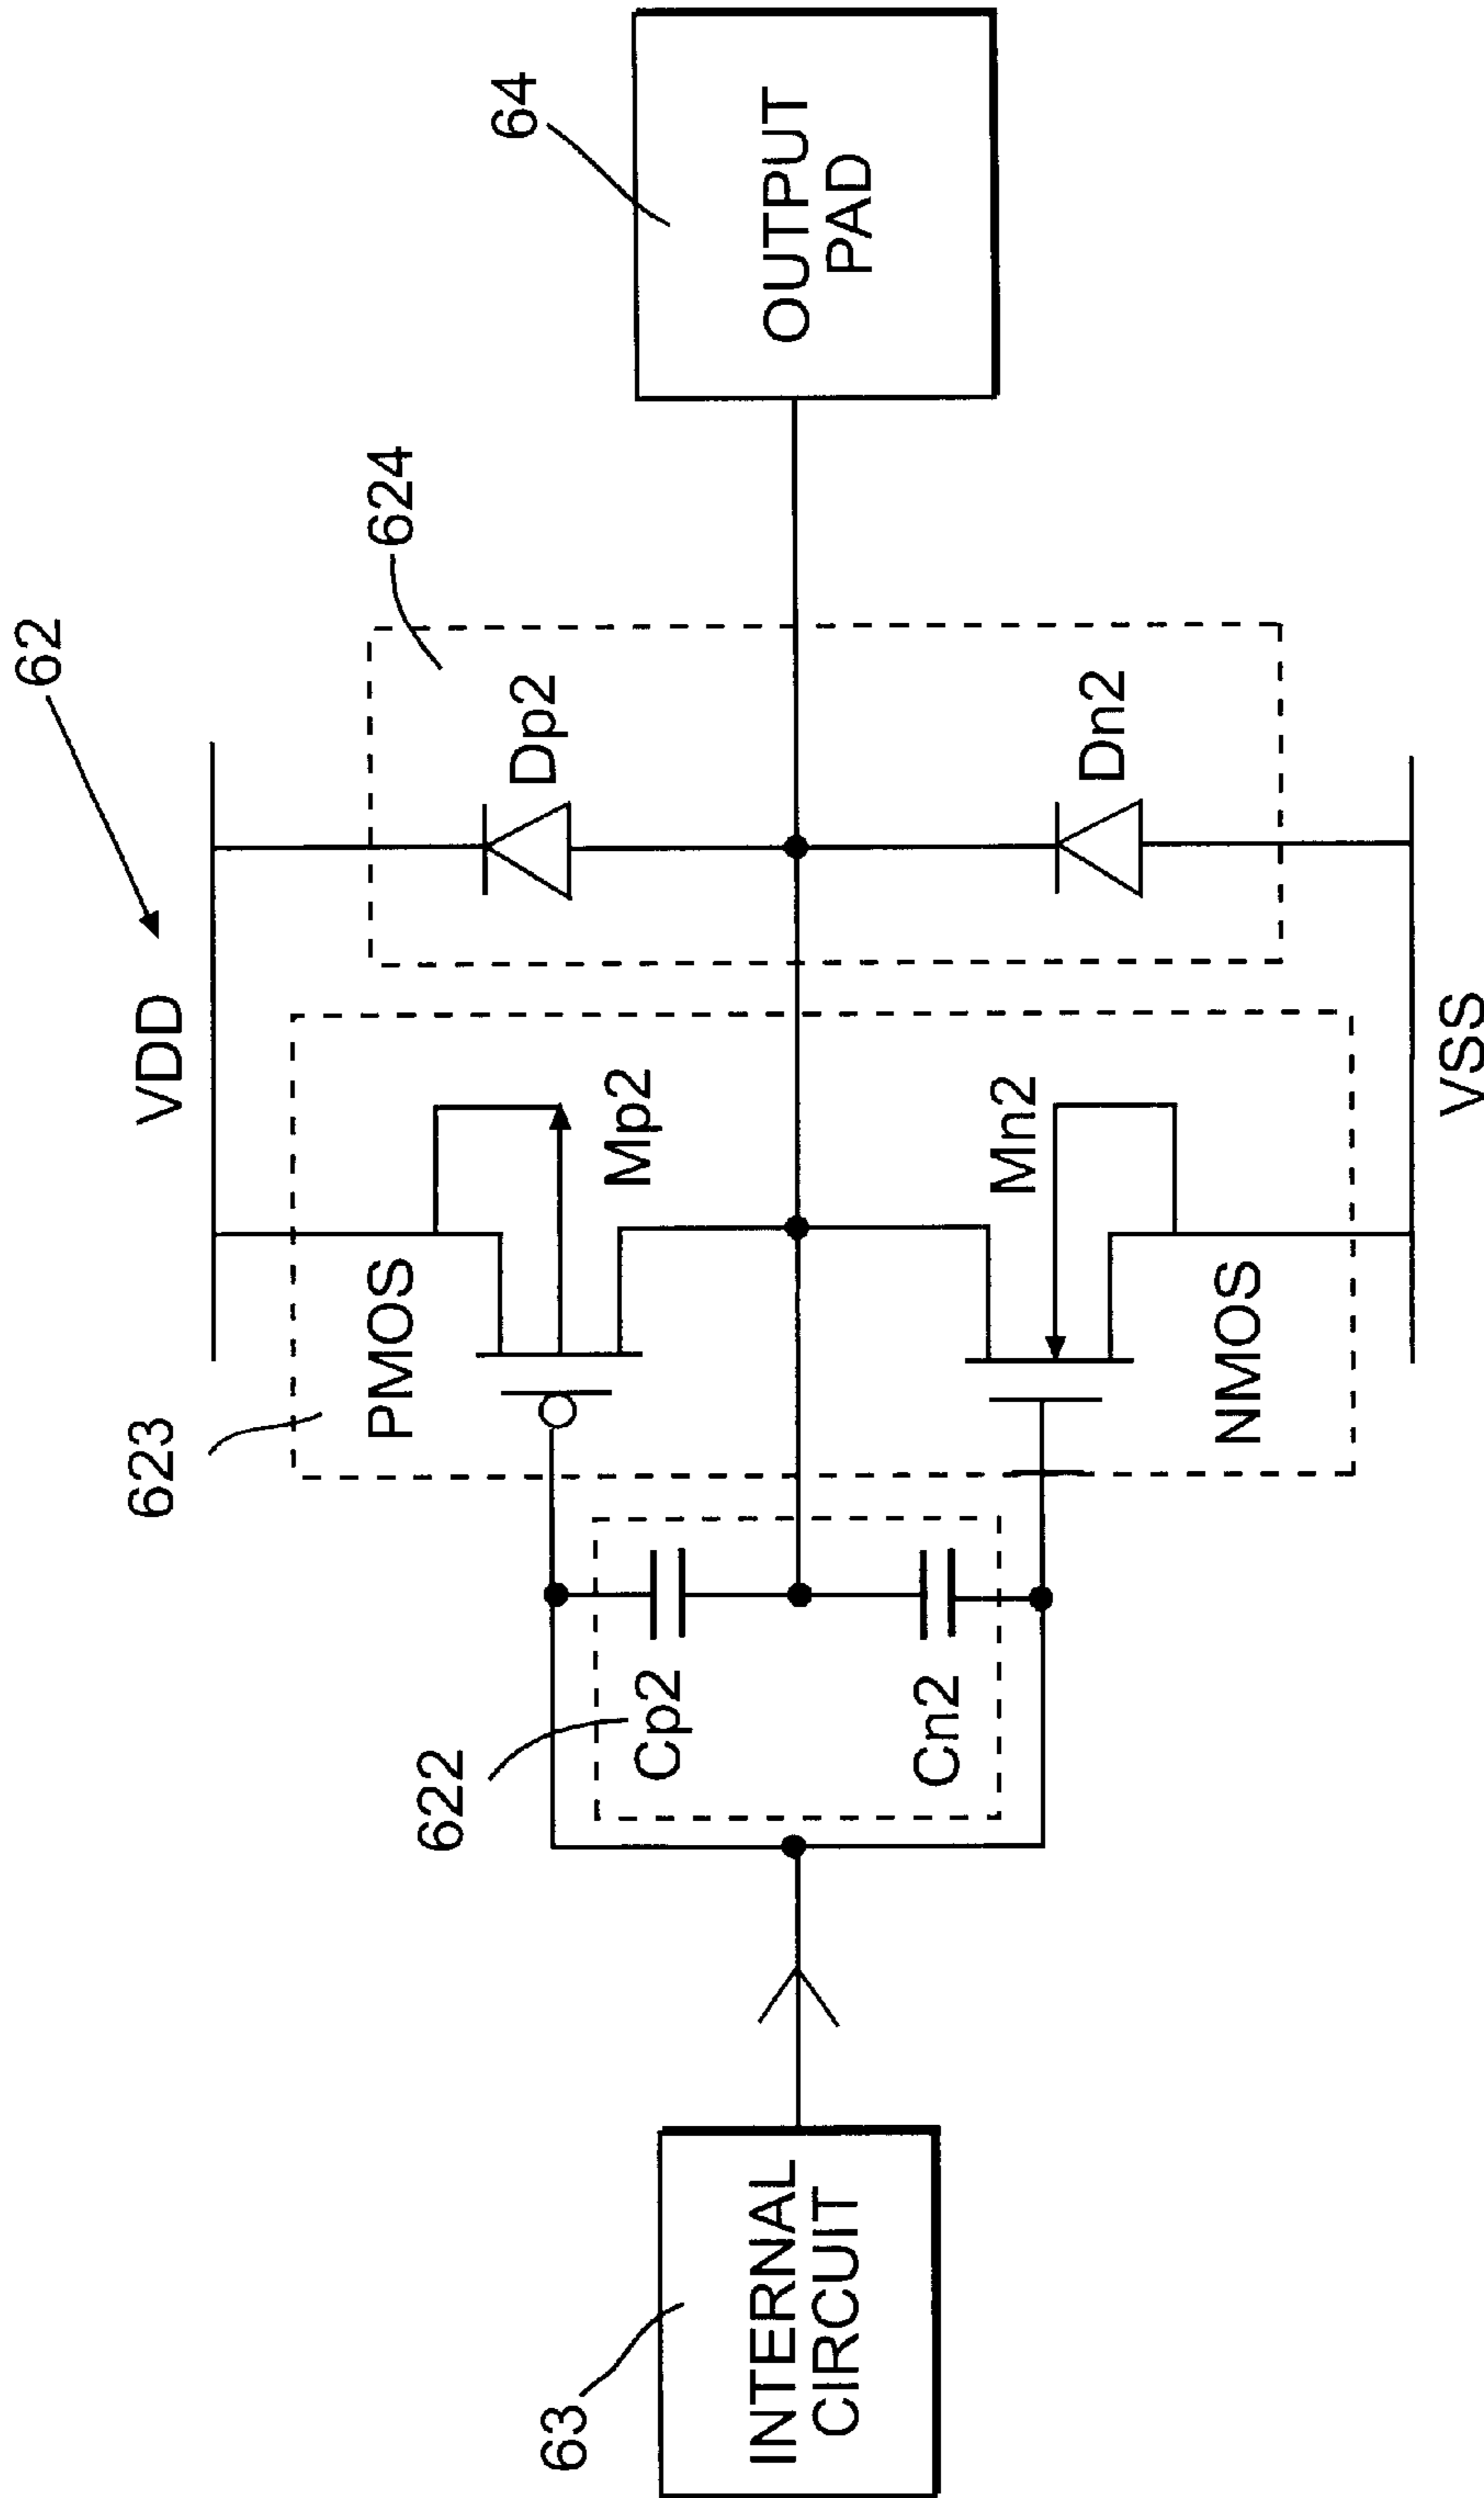 62
VDD
623
PMOS
Mp2
624
Dp2
64
OUTPUT
PAD
622
Cp2
Cn2
63
INTERNAL
CIRCUIT
Mn2
NMOS
Dn2
VSS